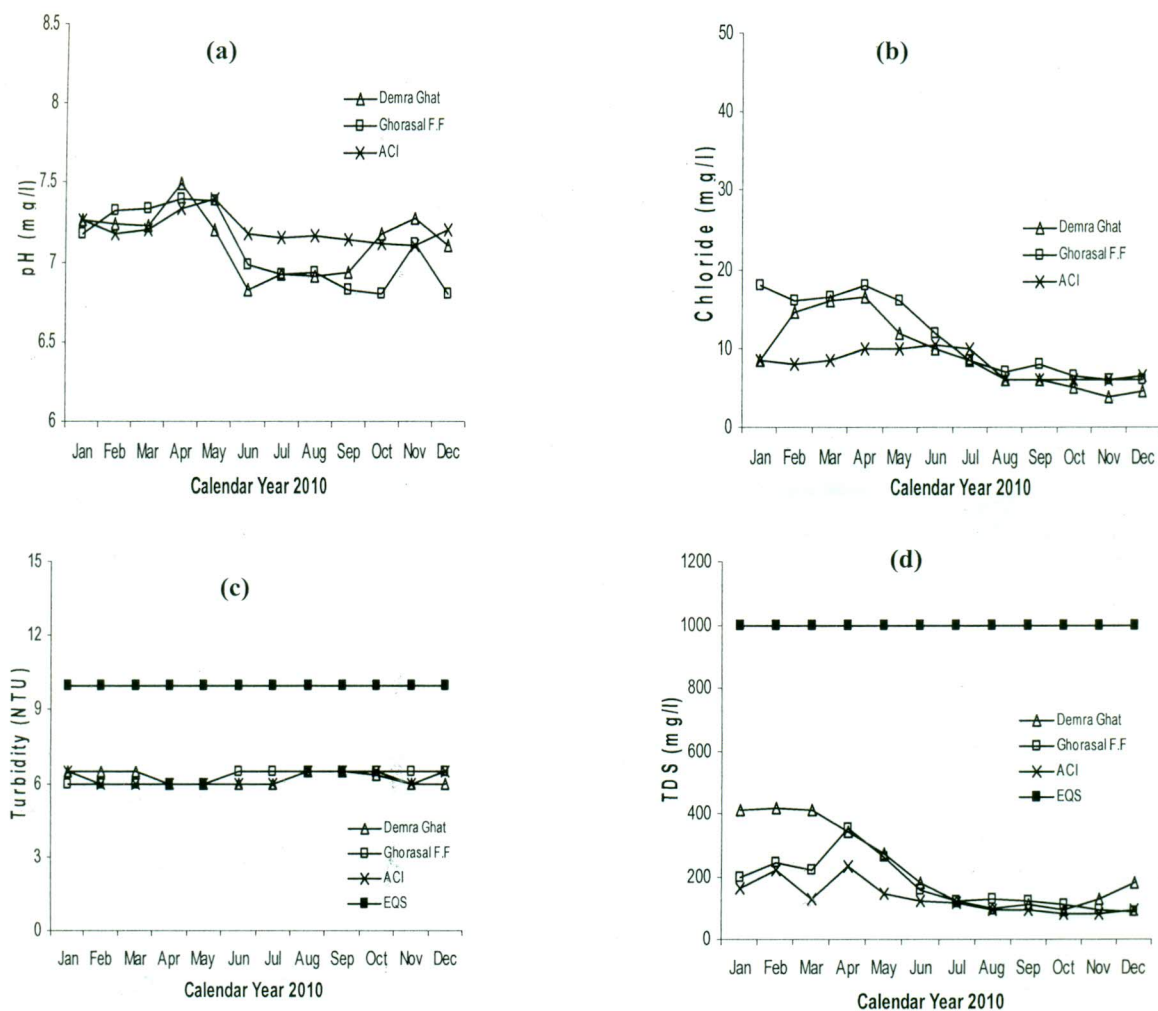 (a)
8.5
8
7.5
7
6.5
6
pH (mg/l)
Demra Ghat
Ghorasal F.F
ACI
Jan Feb Mar Apr May Jun Jul Aug Sep Oct Nov Dec
Calendar Year 2010
(b)
50
40
30
20
10
0
Chloride (mg/l)
Demra Ghat
Ghorasal F.F
ACI
Jan Feb Mar Apr May Jun Jul Aug Sep Oct Nov Dec
Calendar Year 2010
(c)
15
12
9
6
3
0
Turbidity (NTU)
Demra Ghat
Ghorasal F.F
ACI
EQS
Jan Feb Mar Apr May Jun Jul Aug Sep Oct Nov Dec
Calendar Year 2010
(d)
1200
1000
800
600
400
200
0
TDS (mg/l)
Demra Ghat
Ghorasal F.F
ACI
EQS
Jan Feb Mar Apr May Jun Jul Aug Sep Oct Nov Dec
Calendar Year 2010